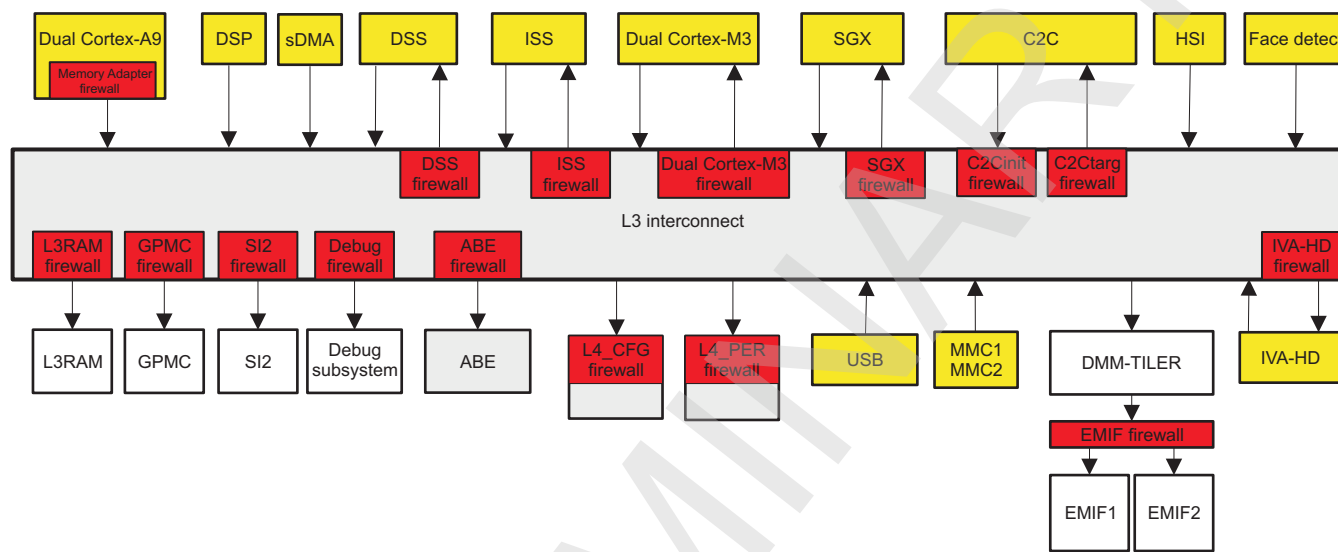 Dual Cortex-A9
Memory Adapter
firewall
DSP
sDMA
DSS
ISS
Dual Cortex-M3
SGX
C2C
HSI
Face detect
DSS
firewall
ISS
firewall
Dual Cortex-M3
firewall
SGX
firewall
C2Cinit
firewall
C2Ctarg
firewall
L3 interconnect
L3RAM
firewall
GPMC
firewall
SI2
firewall
Debug
firewall
ABE
firewall
IVA-HD
firewall
L3RAM
GPMC
SI2
Debug
subsystem
ABE
L4_CFG
firewall
L4_PER
firewall
USB
MMC1
MMC2
DMM-TILER
IVA-HD
EMIF firewall
EMIF1
EMIF2